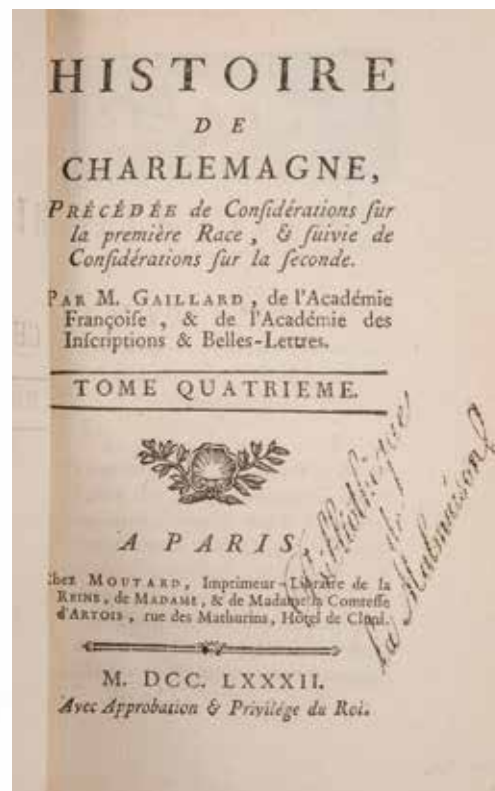 HISTOIRE
DE
CHARLEMAGNE,
PRÉCÉDÉE de Conſidérations ſur
la première Race, & ſuivie de
Conſidérations ſur la ſeconde.
PAR M. GAILLARD, de l'Académie
Françoiſe, & de l'Académie des
Inſcriptions & Belles-Lettres.
TOME QUATRIEME.
A PARIS
Chez MOUTARD, Imprimeur-Libraire de la
REINE, de MADAME, & de Madame la Comteſſe
d'ARTOIS, rue des Mathurins, Hôtel de Cluni.
M. DCC. LXXXII.
Avec Approbation & Privilége du Roi.
Bibliothèque
de
la Malmaison